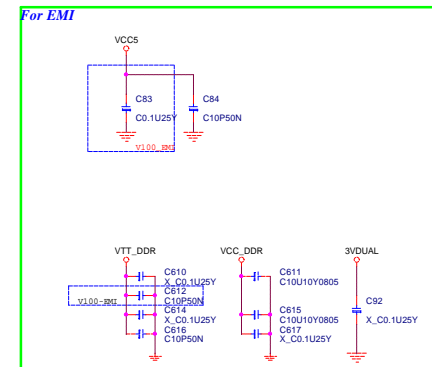 For EMI
VCC5
C83
C84
C0.1U25Y
C10P50N
V100_EMI
VTT_DDR
VCC_DDR
3VDUAL
C610
X_C0.1U25Y
C612
C10P50N
V100-EMI
C614
X_C0.1U25Y
C616
C10P50N
C611
C10U10Y0805
C615
C10U10Y0805
C617
X_C0.1U25Y
C92
X_C0.1U25Y